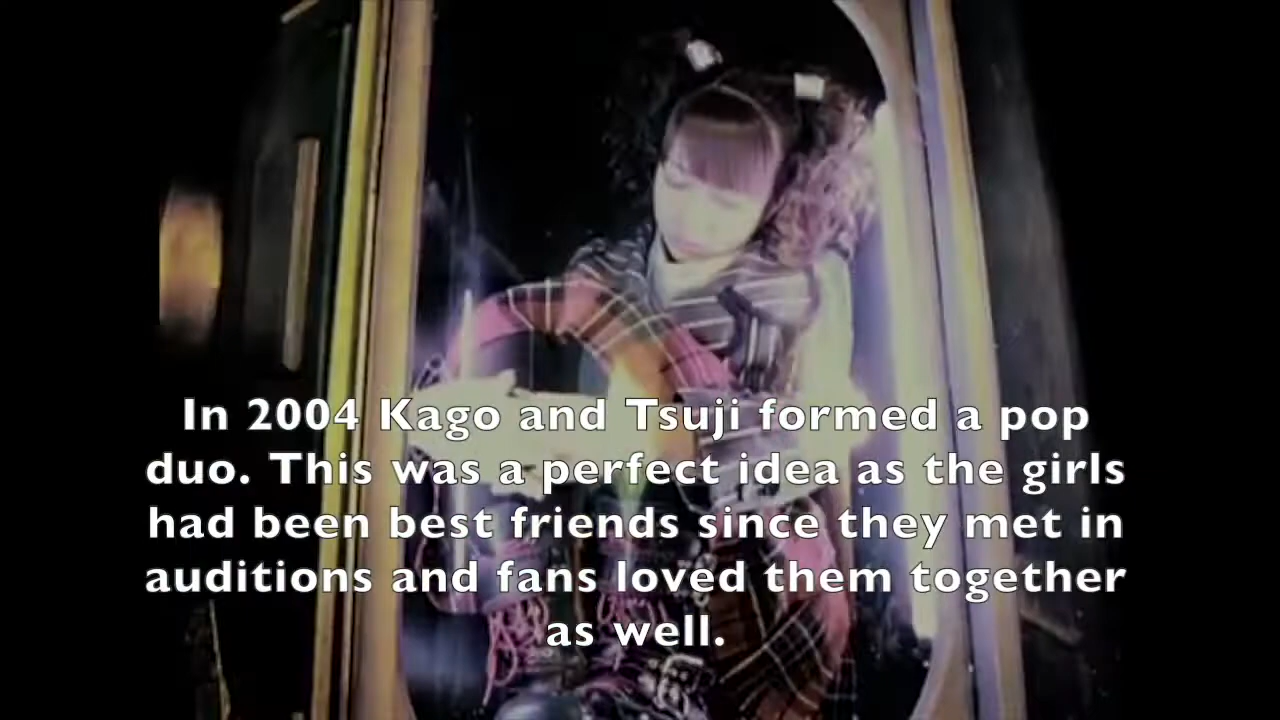 In 2004 Kago and Tsuji formed a pop
duo. This was a perfect idea as the girls
had been best friends since they met in
auditions and fans loved them together
as well.